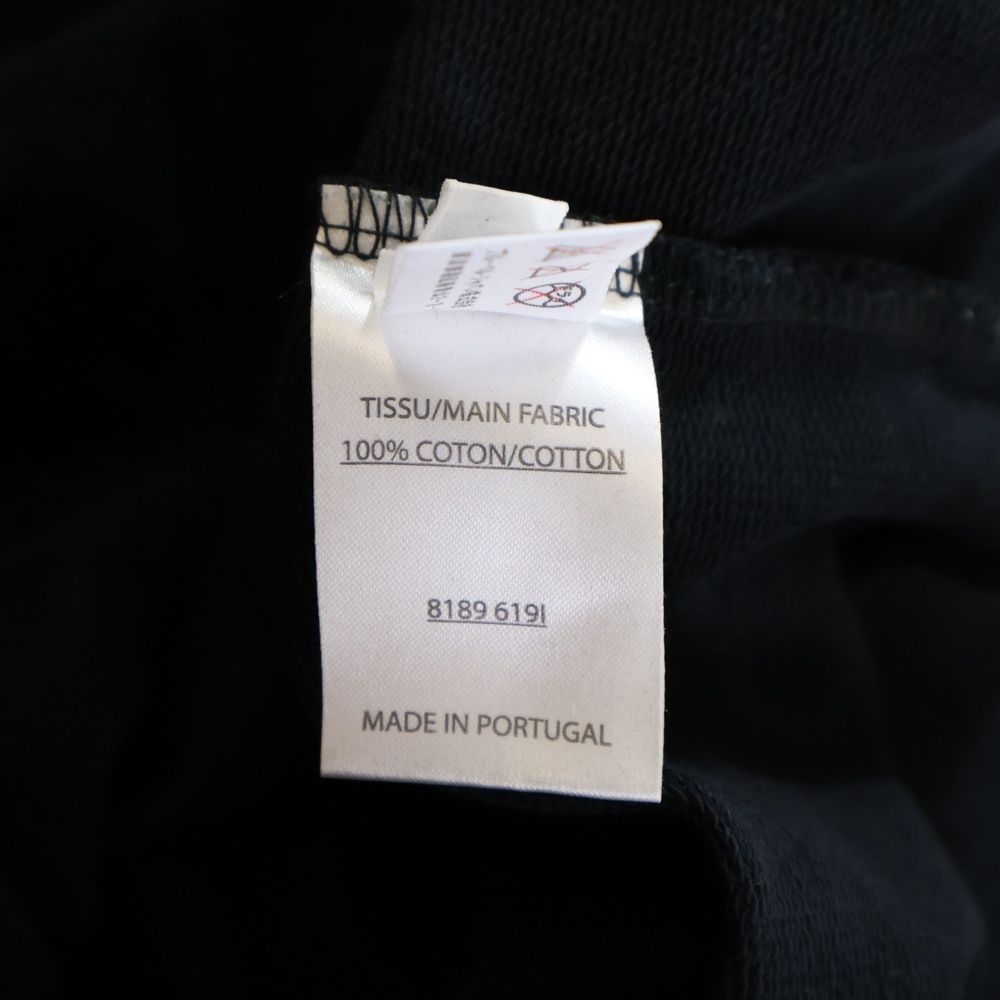 TISSU/MAIN FABRIC
100% COTON/COTTON
8189 619I
MADE IN PORTUGAL